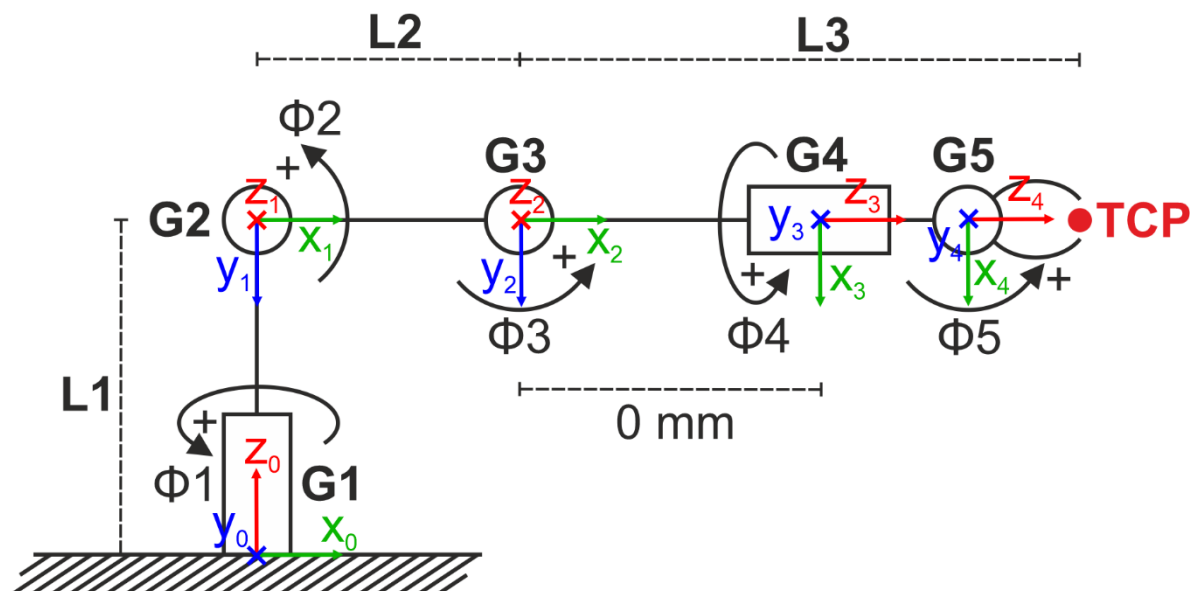 L2 L3
Φ2
+
G3 G4 G5
G2 z₁ x₁ z₂ x₂ y₃ z₃ y₄ z₄ TCP
y₁ y₂ + + x₃ x₄ +
Φ3 Φ4 Φ5
L1
0 mm
+
Φ1 z₀ G1
y₀ x₀